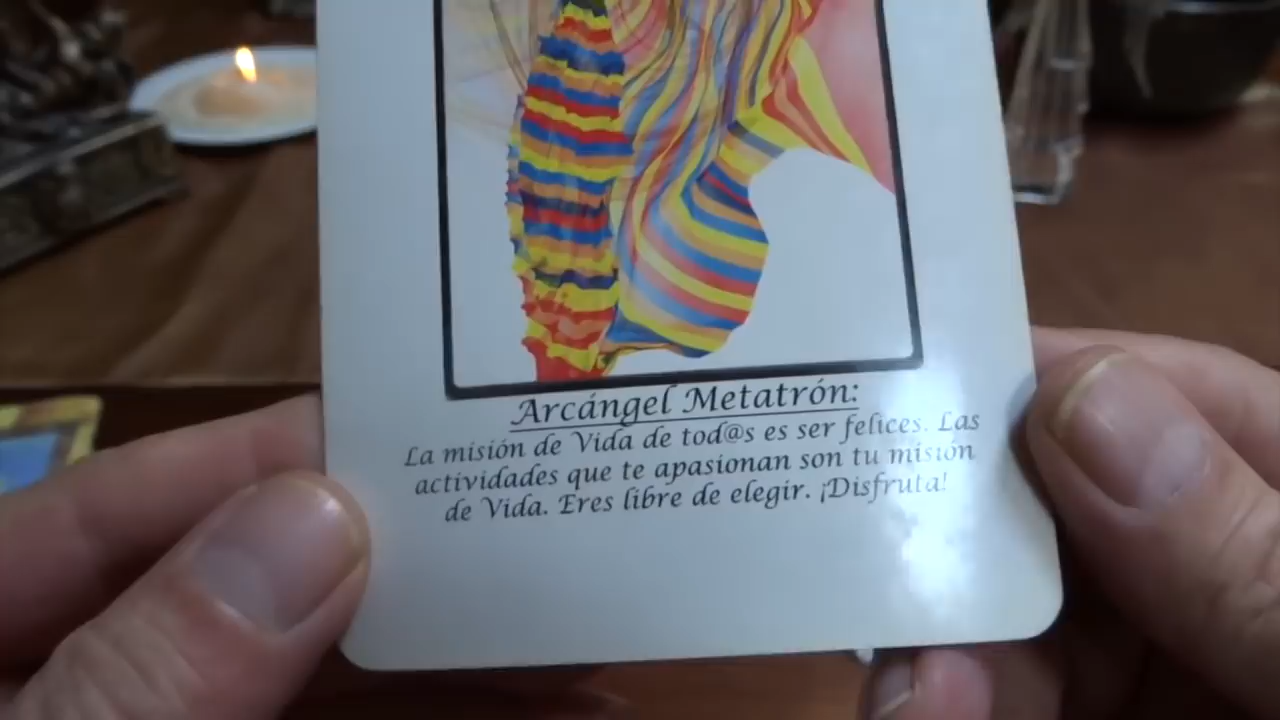 Arcángel Metatrón:
La misión de Vida de tod@s es ser felices. Las
actividades que te apasionan son tu misión
de Vida. Eres libre de elegir. ¡Disfruta!